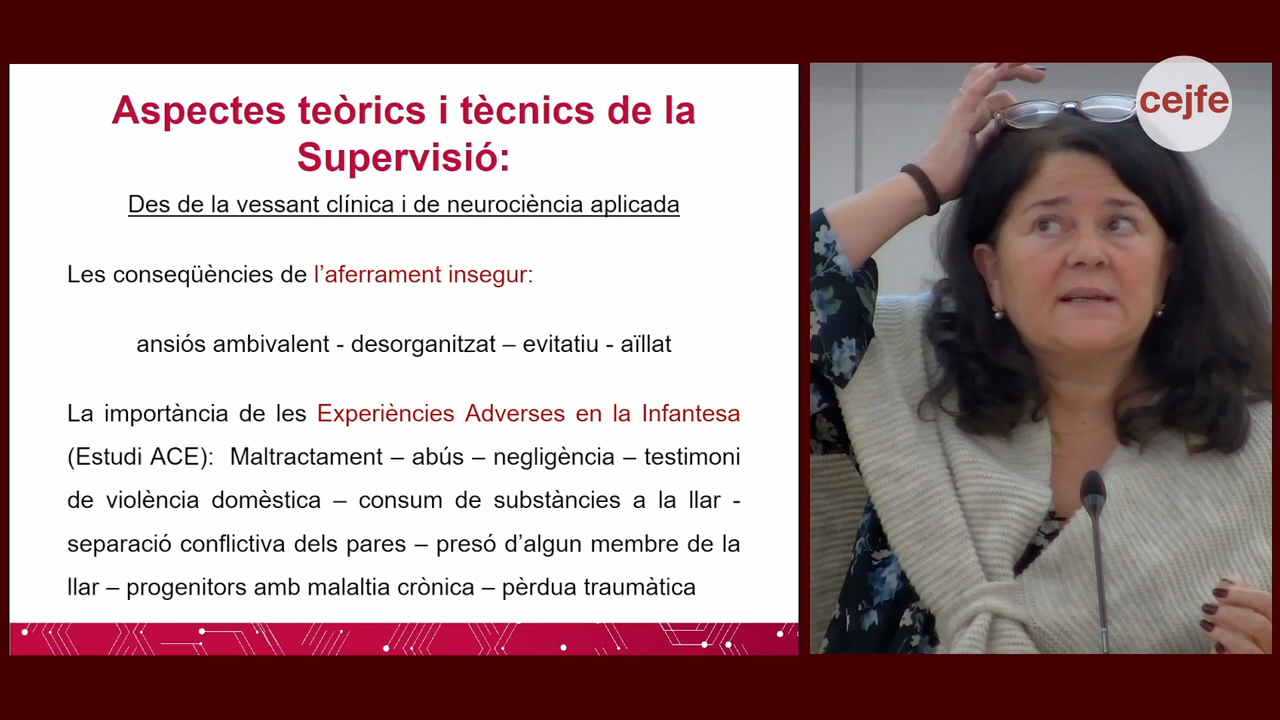 Aspectes teòrics i tècnics de la
Supervisió:
Des de la vessant clínica i de neurociència aplicada
Les conseqüències de l’aferrament insegur:
ansiós ambivalent - desorganitzat – evitatiu - aïllat
La importància de les Experiències Adverses en la Infantesa
(Estudi ACE): Maltractament – abús – negligència – testimoni
de violència domèstica – consum de substàncies a la llar -
separació conflictiva dels pares – presó d’algun membre de la
llar – progenitors amb malaltia crònica – pèrdua traumàtica
cejfe